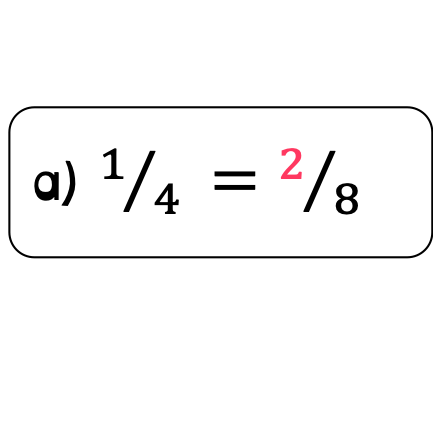 a) 1/4 = 2/8